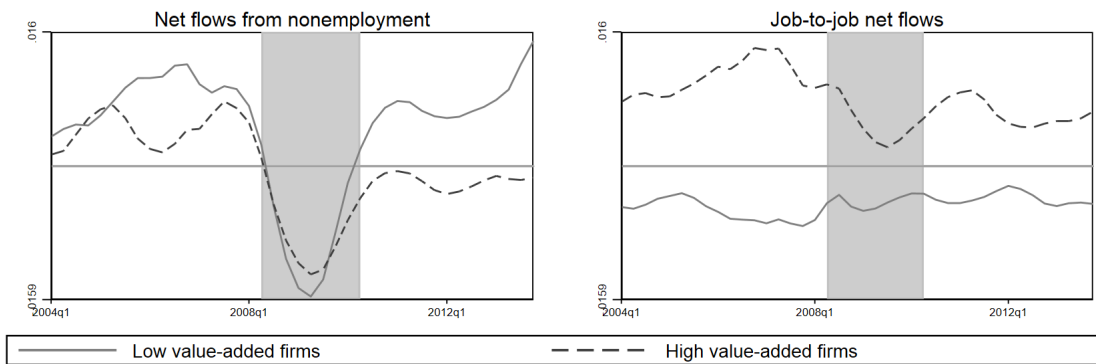 Net flows from nonemployment
.016
.0159
2004q1
2008q1
2012q1
Job-to-job net flows
.016
.0159
2004q1
2008q1
2012q1
Low value-added firms
High value-added firms